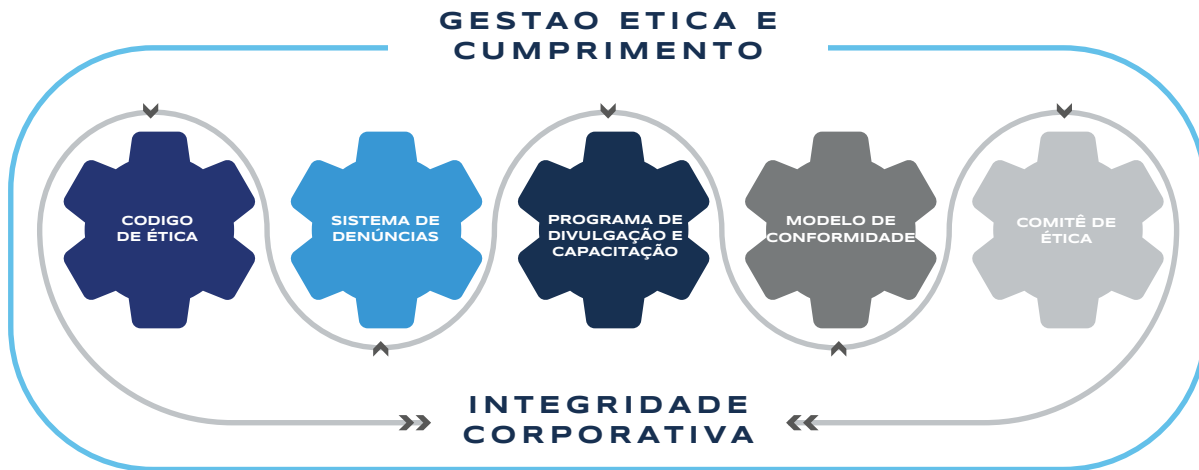 GESTAO ETICA E
CUMPRIMENTO
CODIGO
DE ÉTICA
SISTEMA DE
DENÚNCIAS
PROGRAMA DE
DIVULGAÇÃO E
CAPACITAÇÃO
MODELO DE
CONFORMIDADE
COMITÊ DE
ÉTICA
INTEGRIDADE
CORPORATIVA